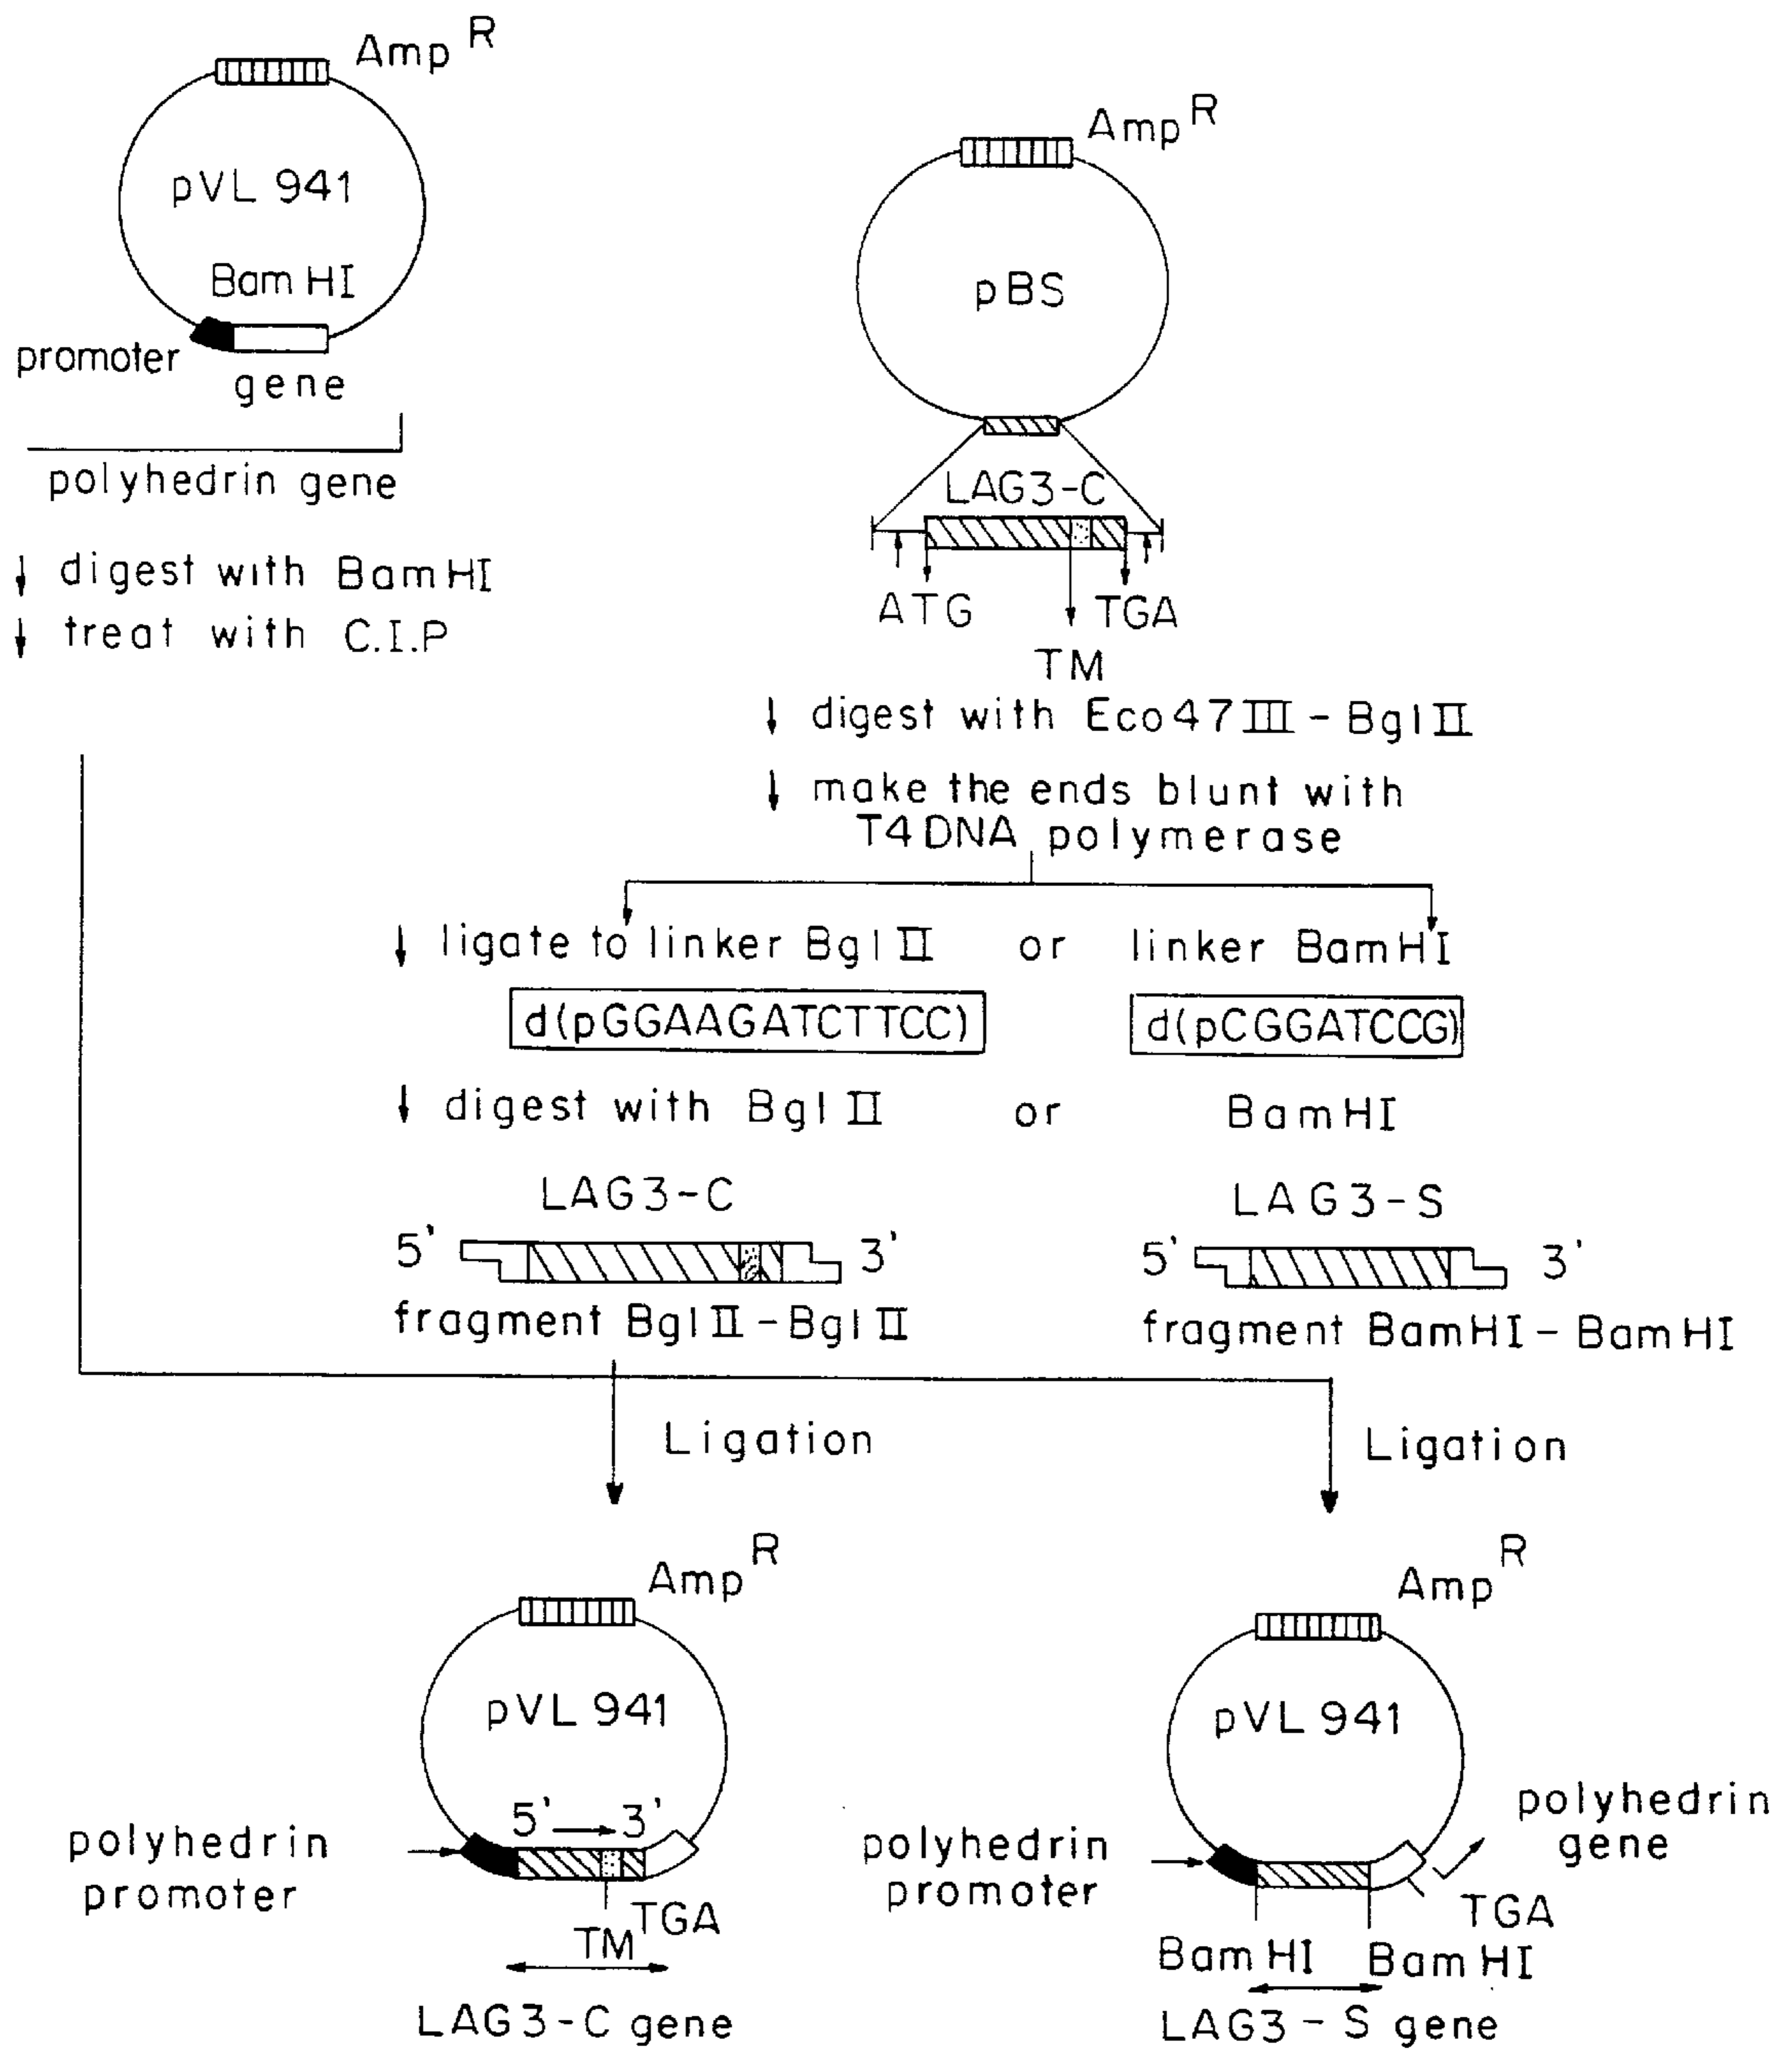 Amp R
pVL 941
Bam HI
promoter
gene
polyhedrin gene
↓ digest with BamHI
↓ treat with C.I.P
Amp R
pBS
LAG3-C
ATG
TGA
TM
↓ digest with Eco47III - BglII
↓ make the ends blunt with
T4 DNA polymerase
↓ ligate to linker BglII or linker BamHI
d(pGGAAGATCTTCC) d(pCGGATCCG)
↓ digest with BglII or BamHI
LAG3-C LAG3-S
5' 3' 5' 3'
fragment BglII - BglII fragment BamHI - BamHI
Ligation Ligation
Amp R
pVL 941
5' → 3'
polyhedrin
promoter
TGA
TM
LAG3-C gene
Amp R
pVL 941
polyhedrin
gene
polyhedrin
promoter
TGA
Bam HI Bam HI
LAG3 - S gene